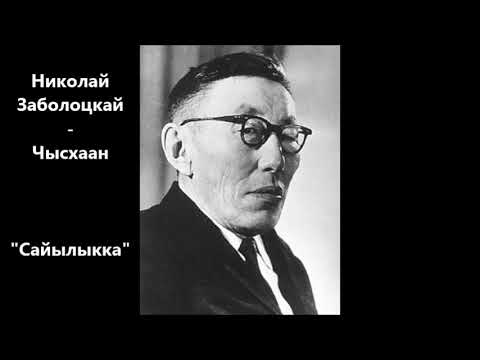 Николай
Заболоцкай
-
Чысхаан
"Сайылыкка"